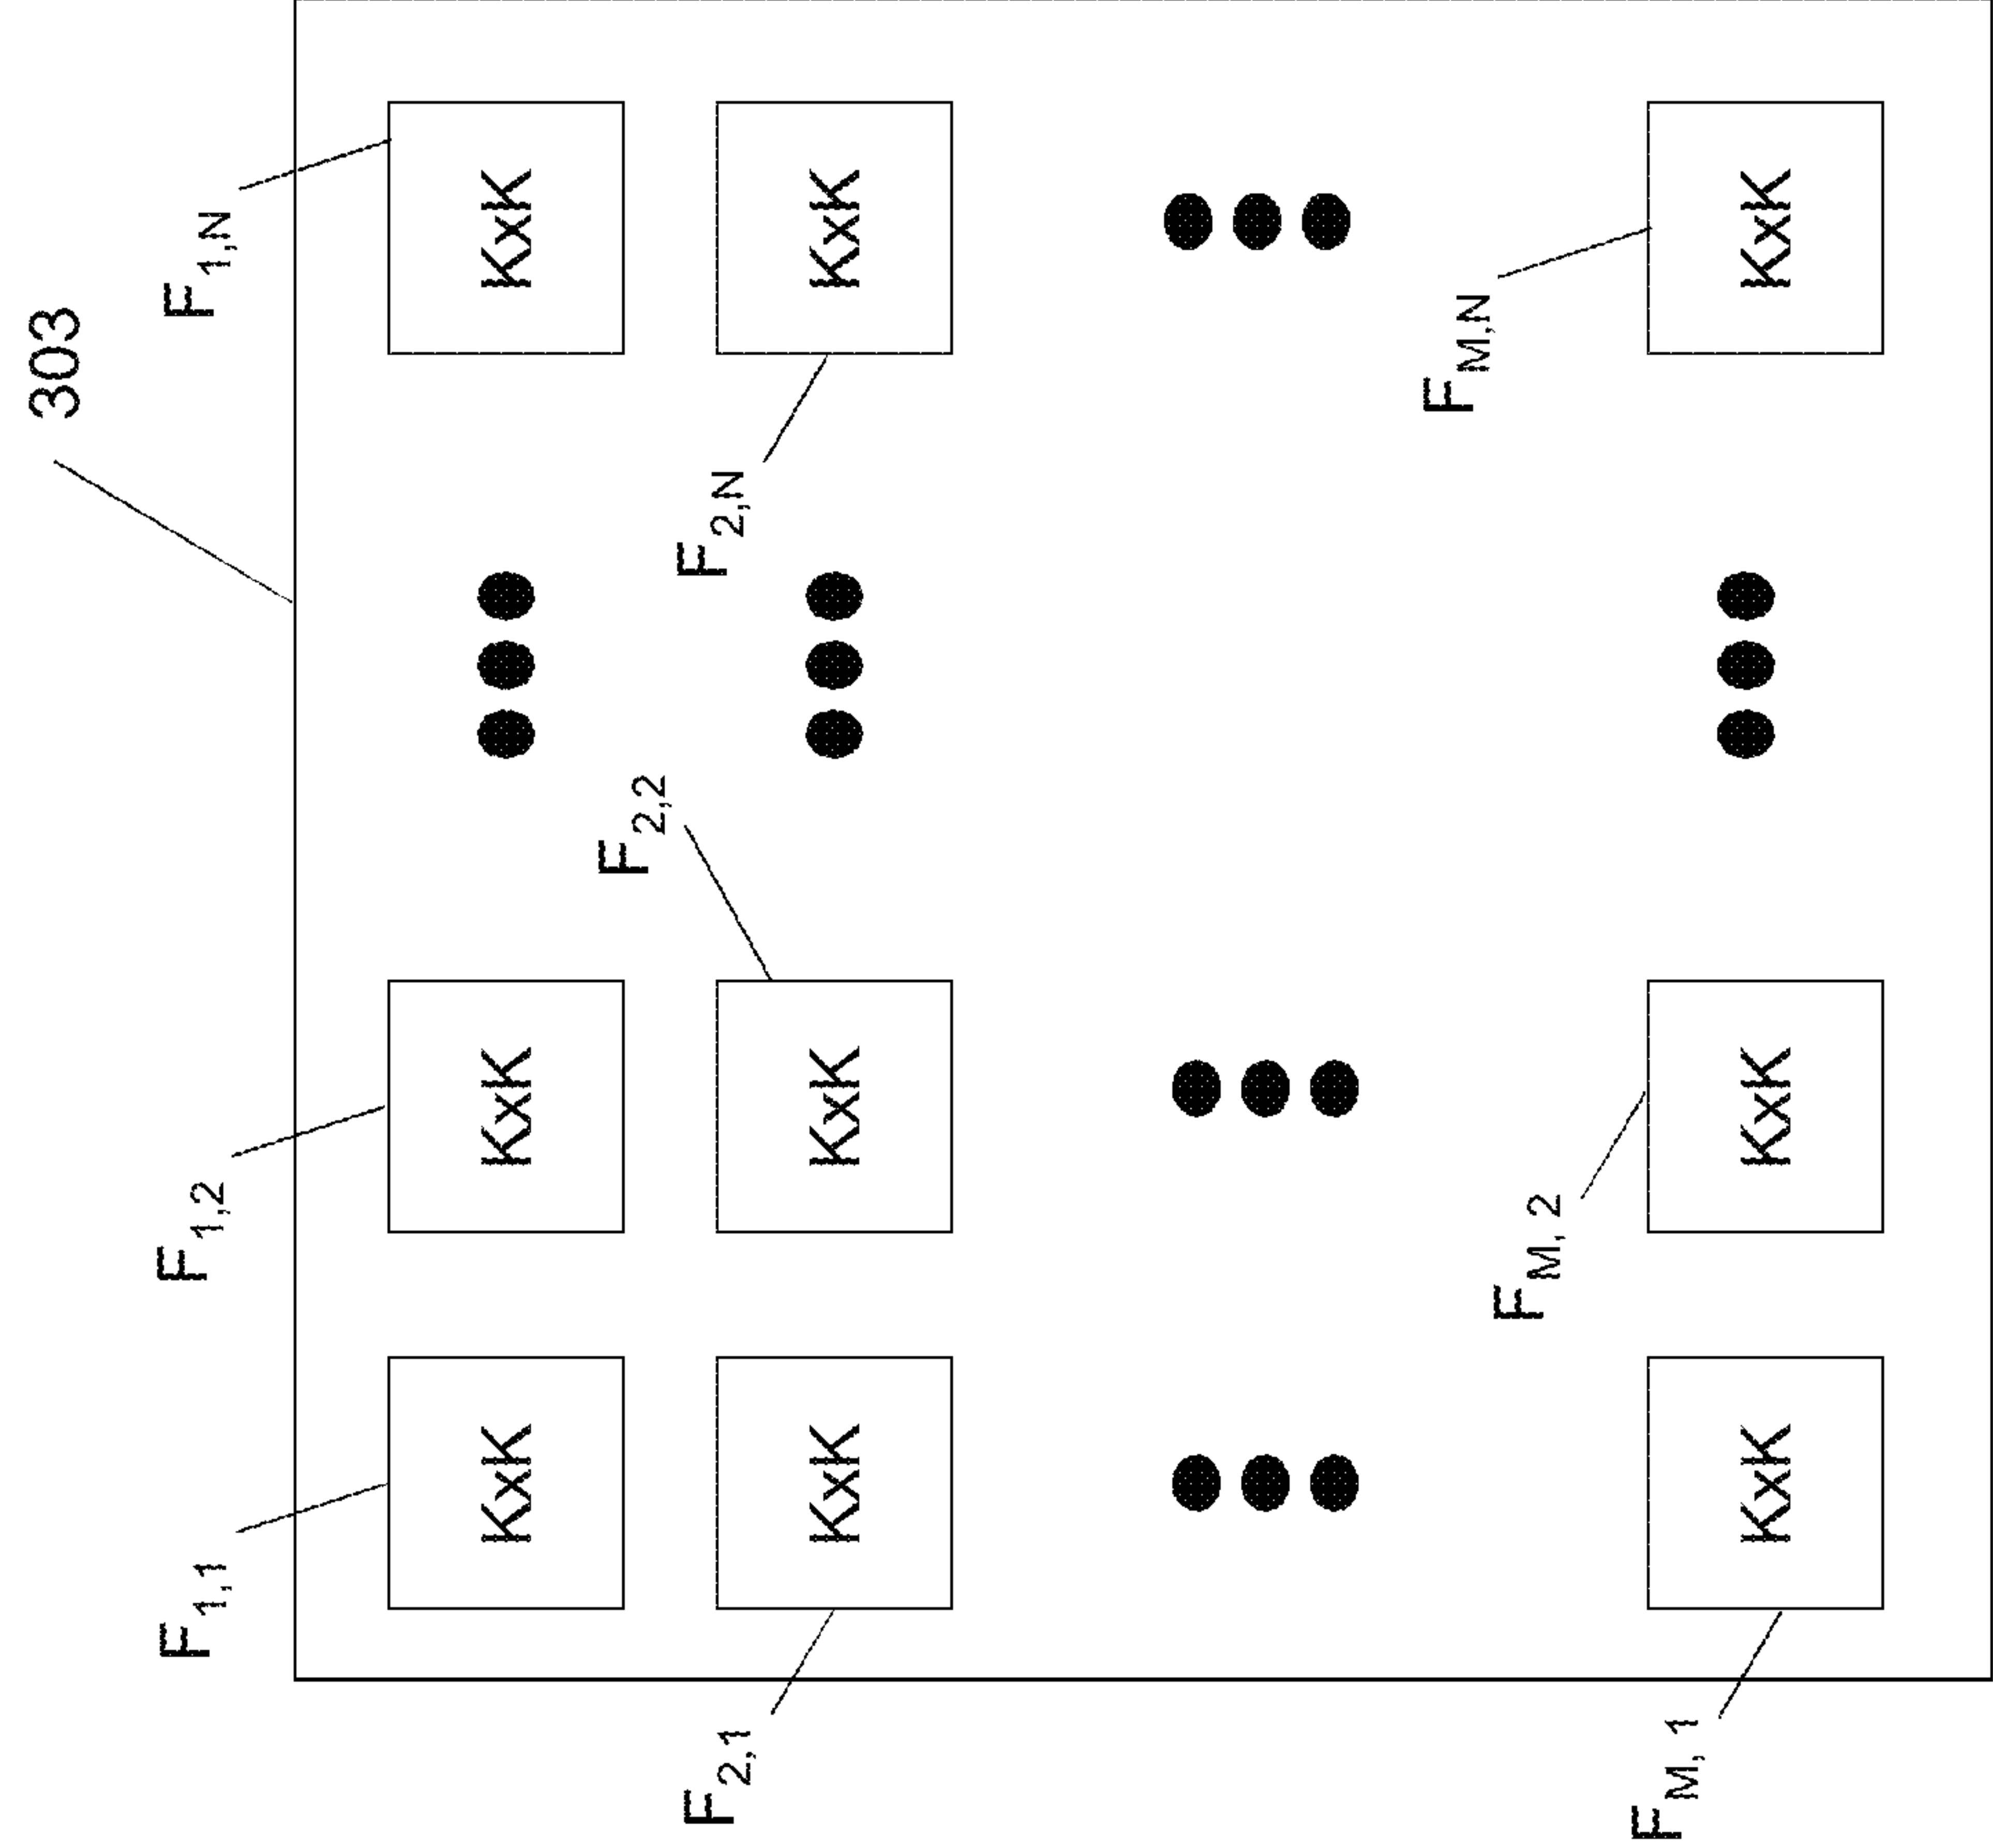 303
F1,1
F1,2
F1,N
KxK
KxK
KxK
F2,1
F2,2
F2,N
KxK
KxK
KxK
FM, 1
FM, 2
FM,N
KxK
KxK
KxK